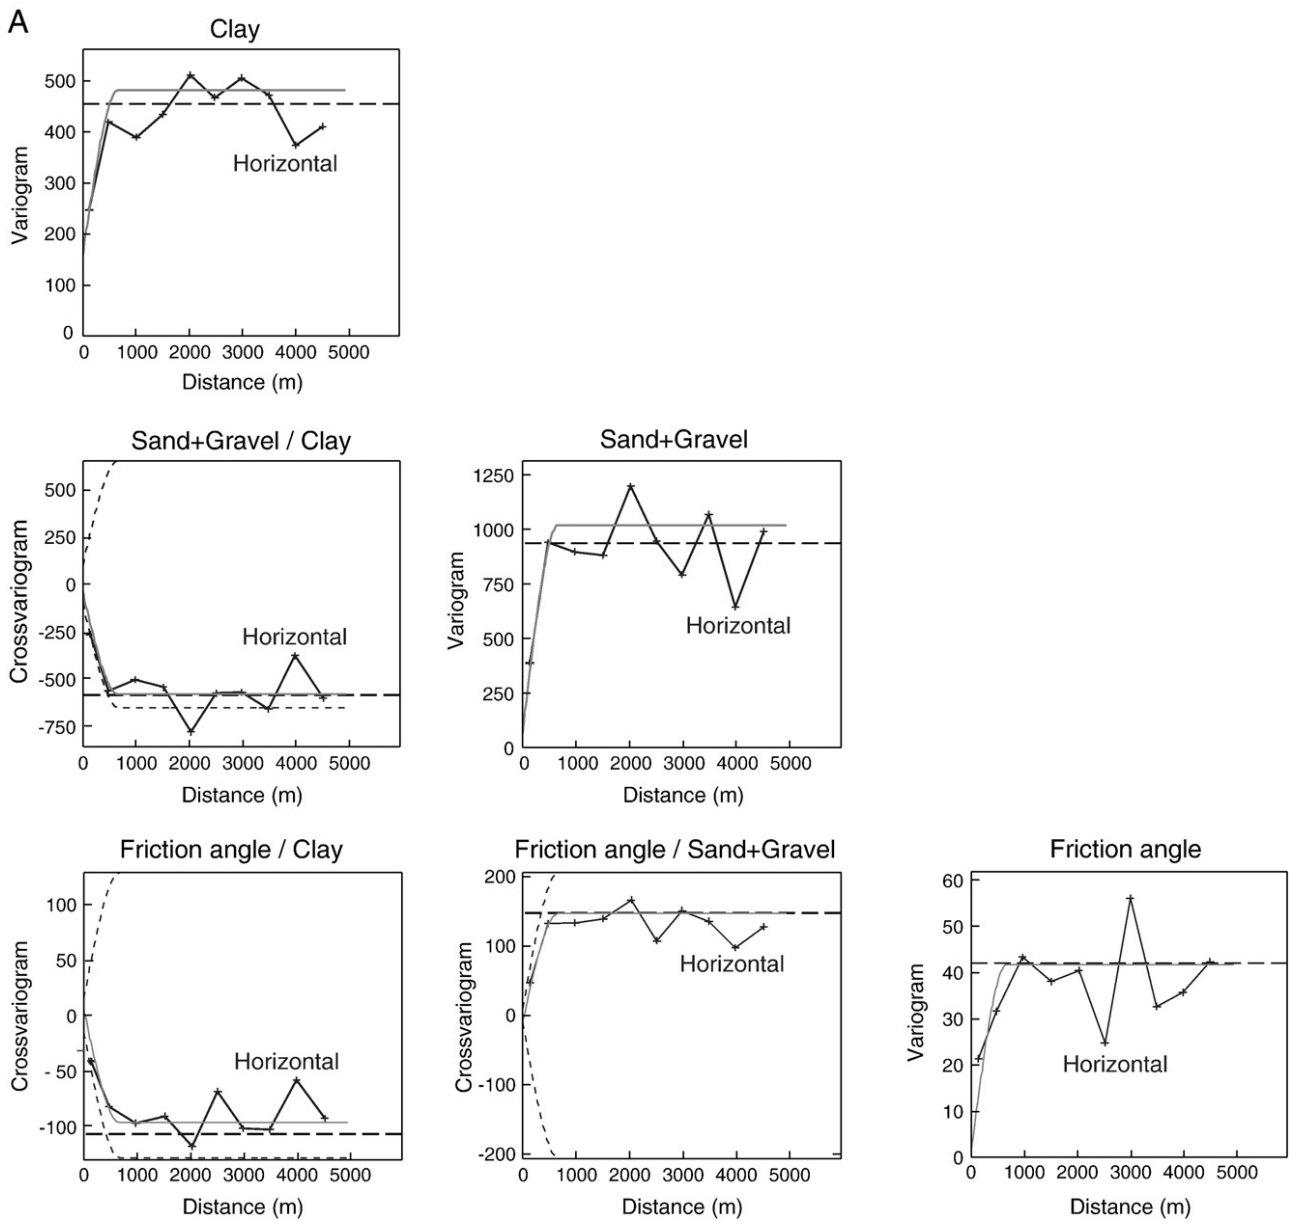 A
Clay
500
400
300
200
100
0
Variogram
Horizontal
0 1000 2000 3000 4000 5000
Distance (m)
Sand+Gravel / Clay
500
250
0
-250
-500
-750
Crossvariogram
Horizontal
0 1000 2000 3000 4000 5000
Distance (m)
Sand+Gravel
1250
1000
750
500
250
0
Variogram
Horizontal
0 1000 2000 3000 4000 5000
Distance (m)
Friction angle / Clay
100
50
0
- 50
-100
Crossvariogram
Horizontal
0 1000 2000 3000 4000 5000
Distance (m)
Friction angle / Sand+Gravel
200
100
0
-100
-200
Crossvariogram
Horizontal
0 1000 2000 3000 4000 5000
Distance (m)
Friction angle
60
50
40
30
20
10
0
Variogram
Horizontal
0 1000 2000 3000 4000 5000
Distance (m)